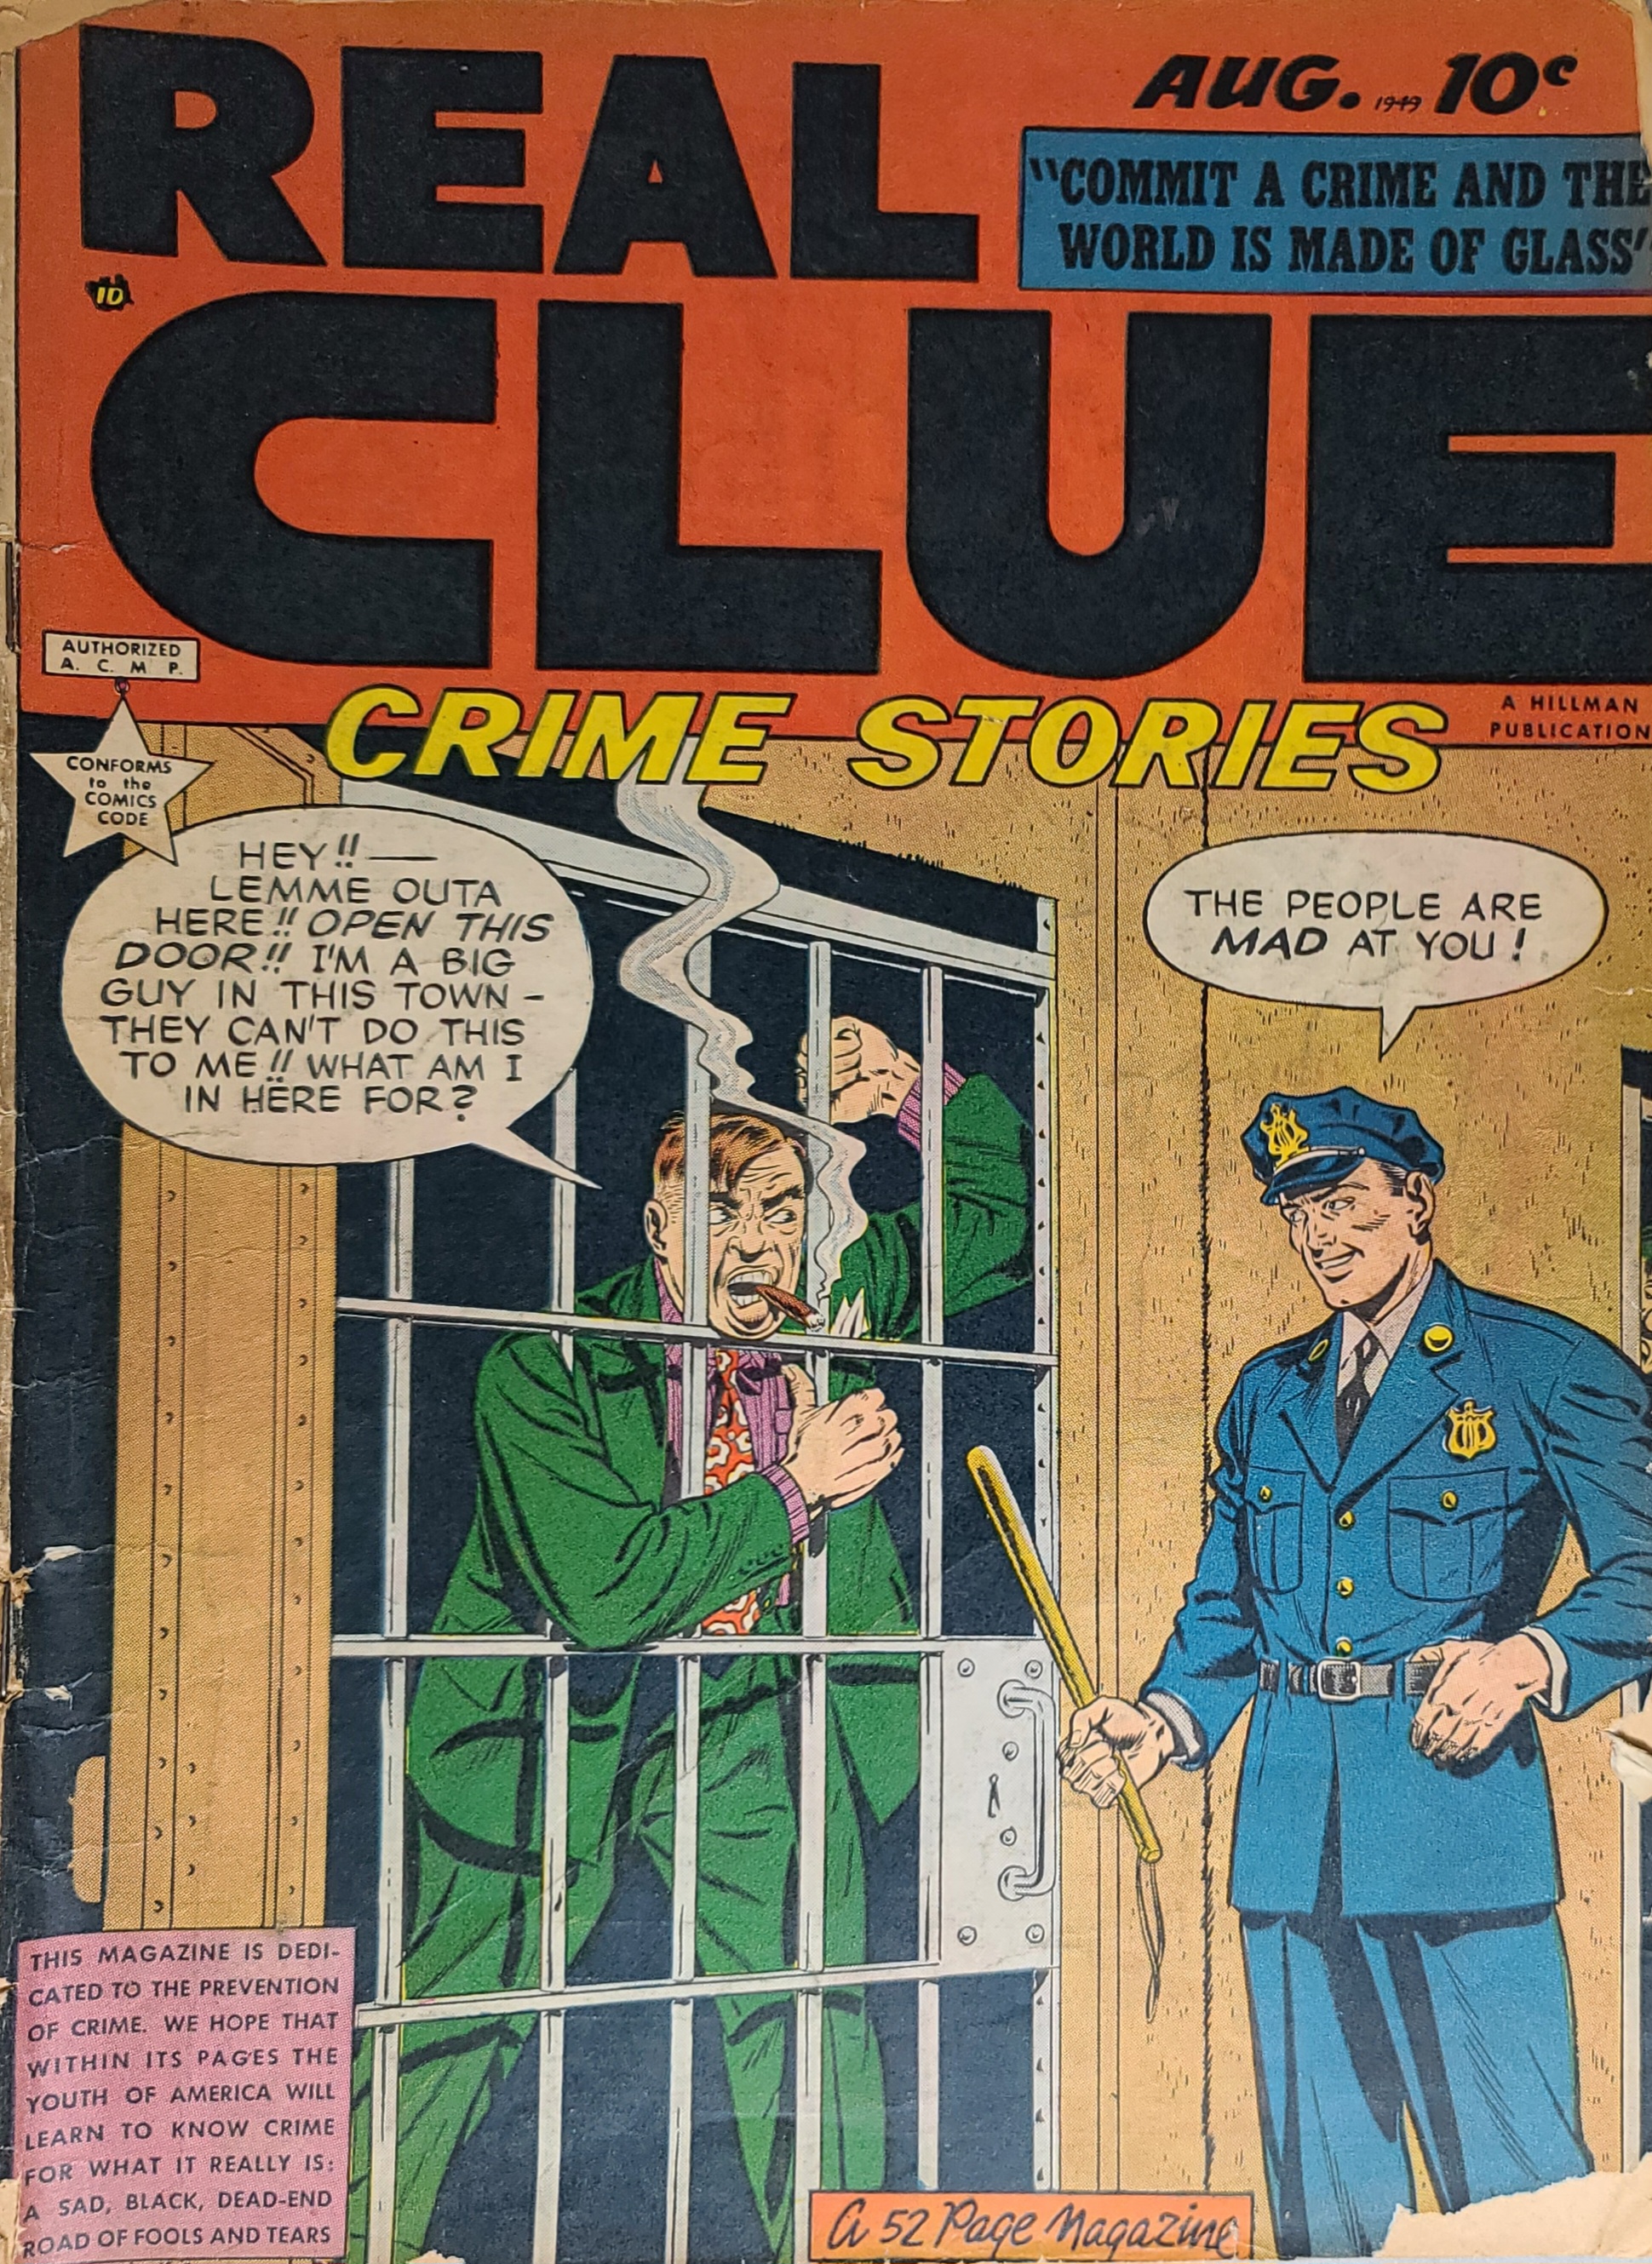 REAL
AUG. 1949 10¢
"COMMIT A CRIME AND THE
WORLD IS MADE OF GLASS"
ID
CLUE
AUTHORIZED
A. C. M P.
CRIME STORIES
A HILLMAN
PUBLICATION
CONFORMS
to the
COMICS
CODE
HEY!! —
LEMME OUTA
HERE!! OPEN THIS
DOOR!! I'M A BIG
GUY IN THIS TOWN -
THEY CAN'T DO THIS
TO ME!! WHAT AM I
IN HERE FOR?
THE PEOPLE ARE
MAD AT YOU!
THIS MAGAZINE IS DEDI-
CATED TO THE PREVENTION
OF CRIME. WE HOPE THAT
WITHIN ITS PAGES THE
YOUTH OF AMERICA WILL
LEARN TO KNOW CRIME
FOR WHAT IT REALLY IS:
A SAD, BLACK, DEAD-END
ROAD OF FOOLS AND TEARS
A 52 Page Magazine